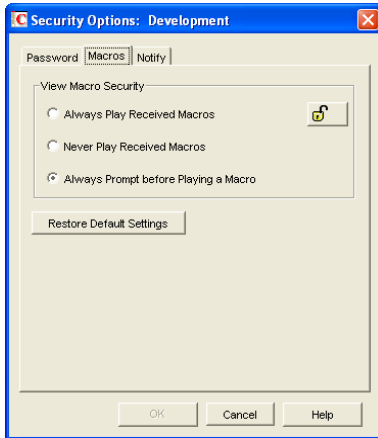 C Security Options: Development
Password Macros Notify
View Macro Security
Always Play Received Macros
Never Play Received Macros
Always Prompt before Playing a Macro
Restore Default Settings
OK Cancel Help